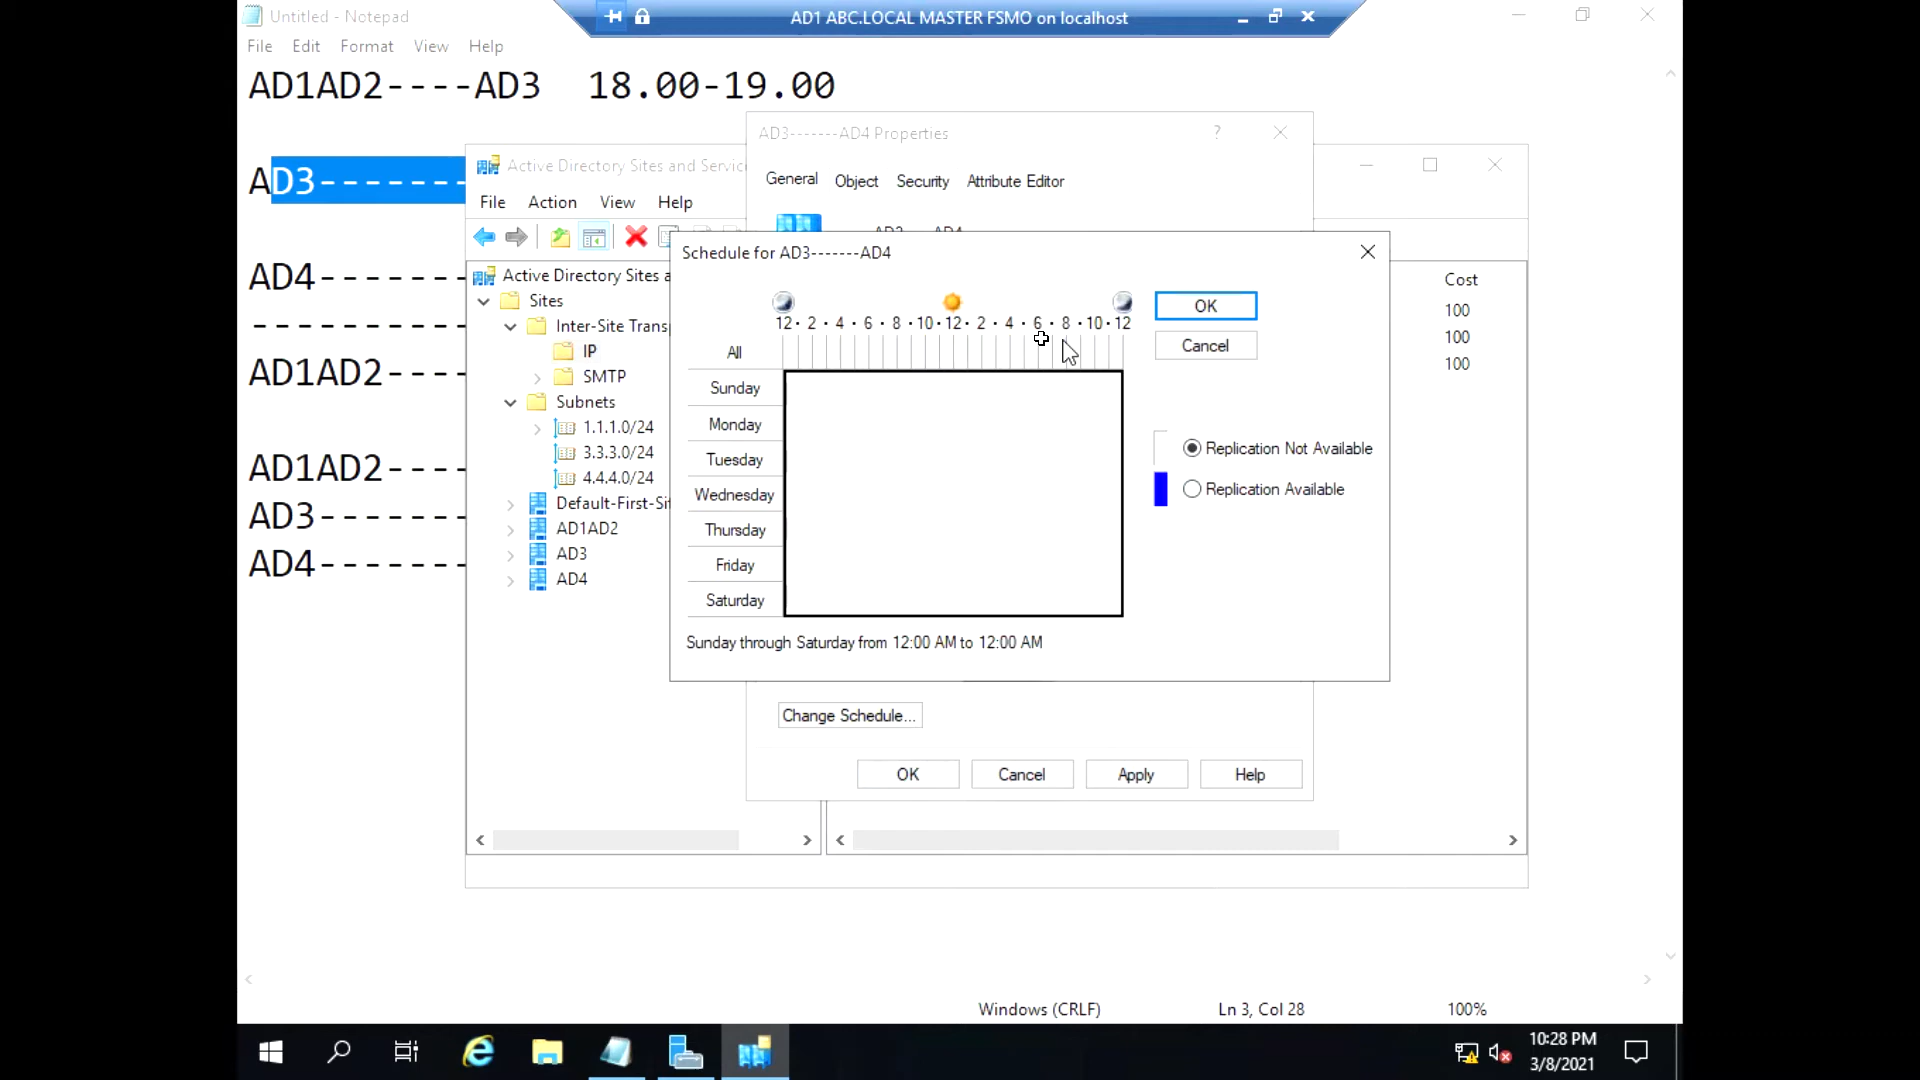 Untitled - Notepad
AD1 ABC.LOCAL MASTER FSMO on localhost
File Edit Format View Help
AD1AD2----AD3 18.00-19.00
AD3-------
AD4-------
----------
AD1AD2----
AD1AD2----
AD3-------
AD4-------
Active Directory Sites and Servic
File Action View Help
Active Directory Sites a
Sites
Inter-Site Trans
IP
SMTP
Subnets
1.1.1.0/24
3.3.3.0/24
4.4.4.0/24
Default-First-Sit
AD1AD2
AD3
AD4
Cost
100
100
100
AD3-------AD4 Properties
?
General Object Security Attribute Editor
Schedule for AD3-------AD4
12 · 2 · 4 · 6 · 8 · 10 · 12 · 2 · 4 · 6 · 8 · 10 · 12
All
Sunday
Monday
Tuesday
Wednesday
Thursday
Friday
Saturday
Sunday through Saturday from 12:00 AM to 12:00 AM
OK
Cancel
Replication Not Available
Replication Available
Change Schedule...
OK Cancel Apply Help
Windows (CRLF) Ln 3, Col 28 100%
10:28 PM
3/8/2021